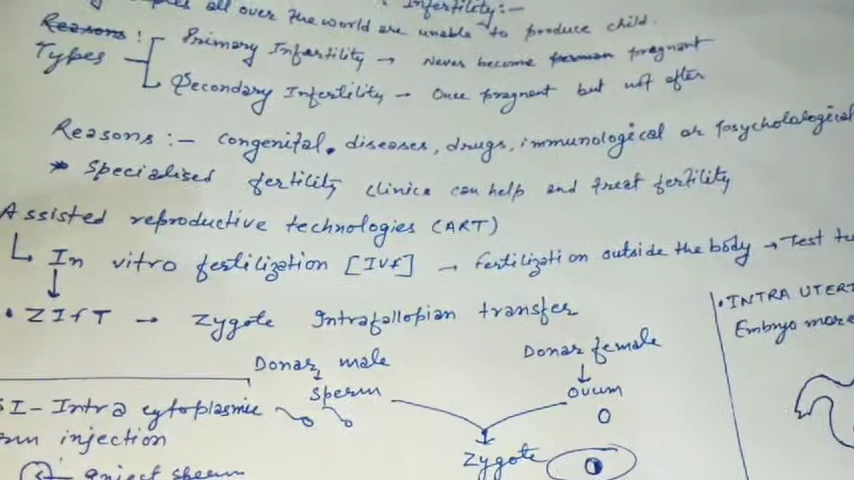 Infertility:-
all over the world are unable to produce child.
Reasons :
Types
Primary Infertility → Never become pregnant
Secondary Infertility → Once pregnant but not after
Reasons :- Congenital, diseases, drugs, immunological or Psychological
* Specialised fertility clinics can help and treat fertility
Assisted reproductive technologies (ART)
In vitro fertilization [IVf] → fertilization outside the body → Test tu
• ZIfT → Zygote Intrafallopian transfer
• INTRA UTERI
Embryo more
Donar male
Donar female
Sperm
Ovum
SI- Intra cytoplasmic
injection
Zygote